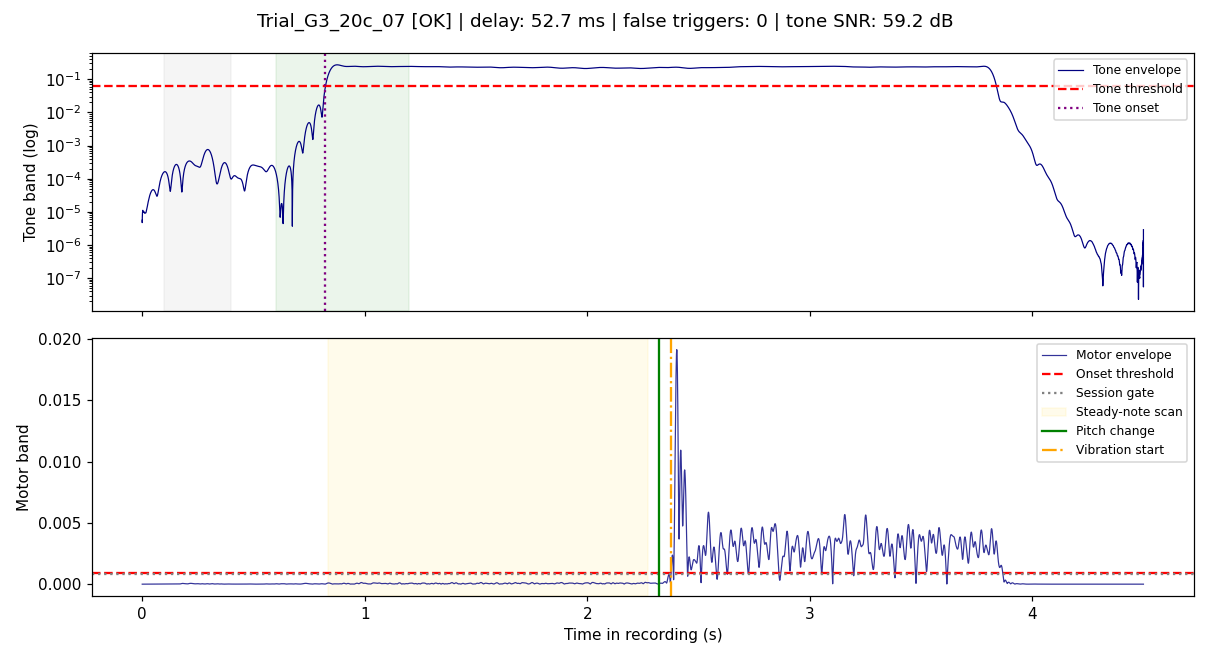 Trial_G3_20c_07 [OK] | delay: 52.7 ms | false triggers: 0 | tone SNR: 59.2 dB
Tone band (log)
10⁻¹
10⁻²
10⁻³
10⁻⁴
10⁻⁵
10⁻⁶
10⁻⁷
Tone envelope
Tone threshold
Tone onset
Motor band
0.020
0.015
0.010
0.005
0.000
Motor envelope
Onset threshold
Session gate
Steady-note scan
Pitch change
Vibration start
0 1 2 3 4
Time in recording (s)